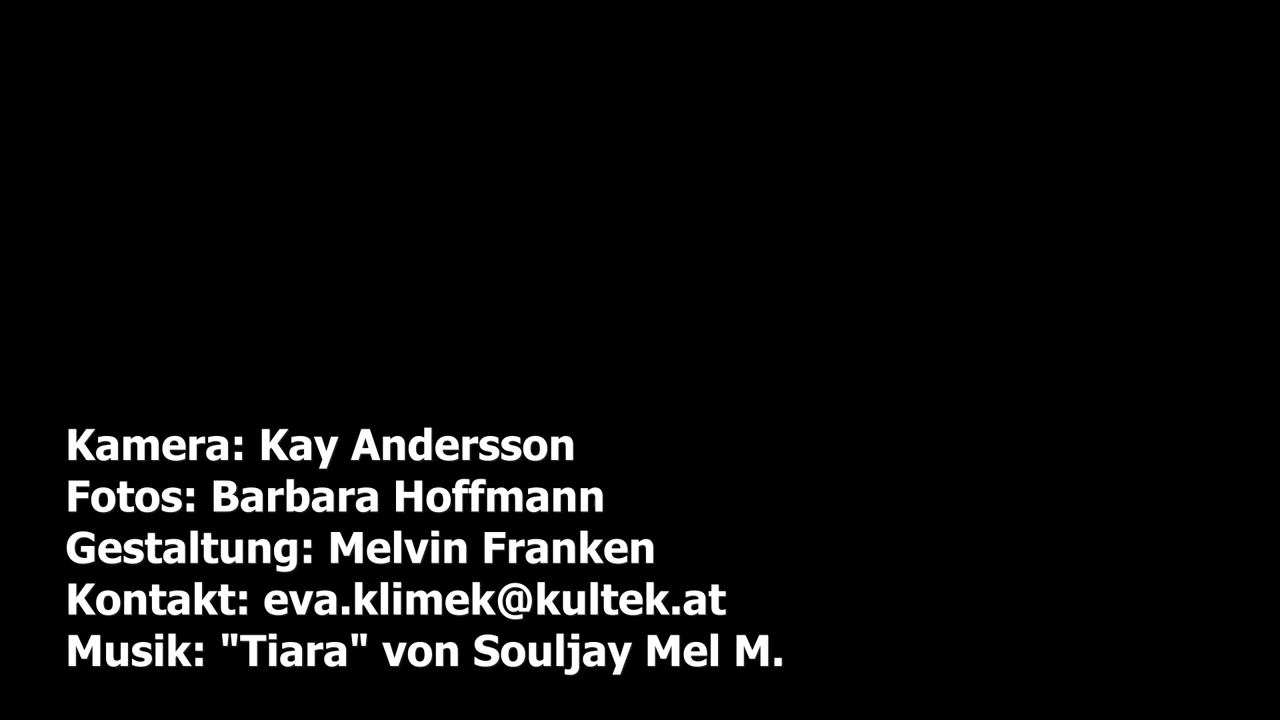 Kamera: Kay Andersson
Fotos: Barbara Hoffmann
Gestaltung: Melvin Franken
Kontakt: eva.klimek@kultek.at
Musik: "Tiara" von Souljay Mel M.